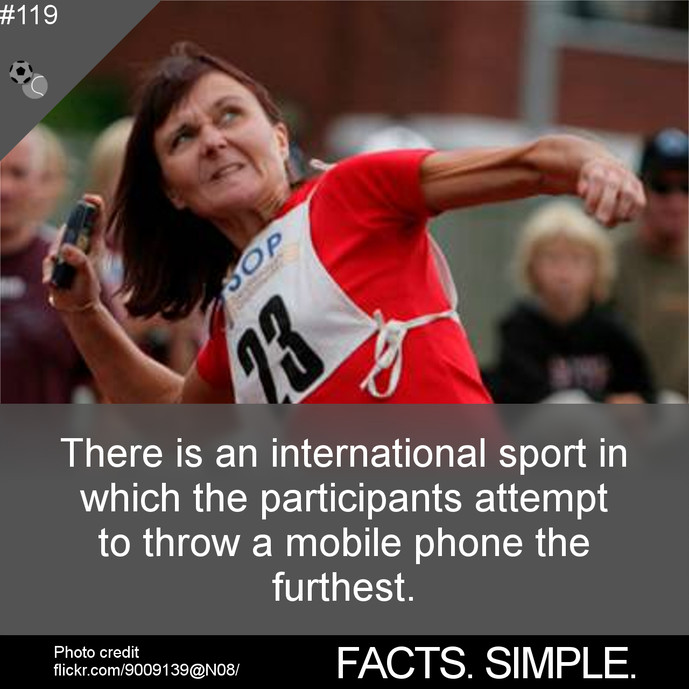 #119
SOP
23
There is an international sport in
which the participants attempt
to throw a mobile phone the
furthest.
Photo credit
flickr.com/9009139@N08/
FACTS. SIMPLE.